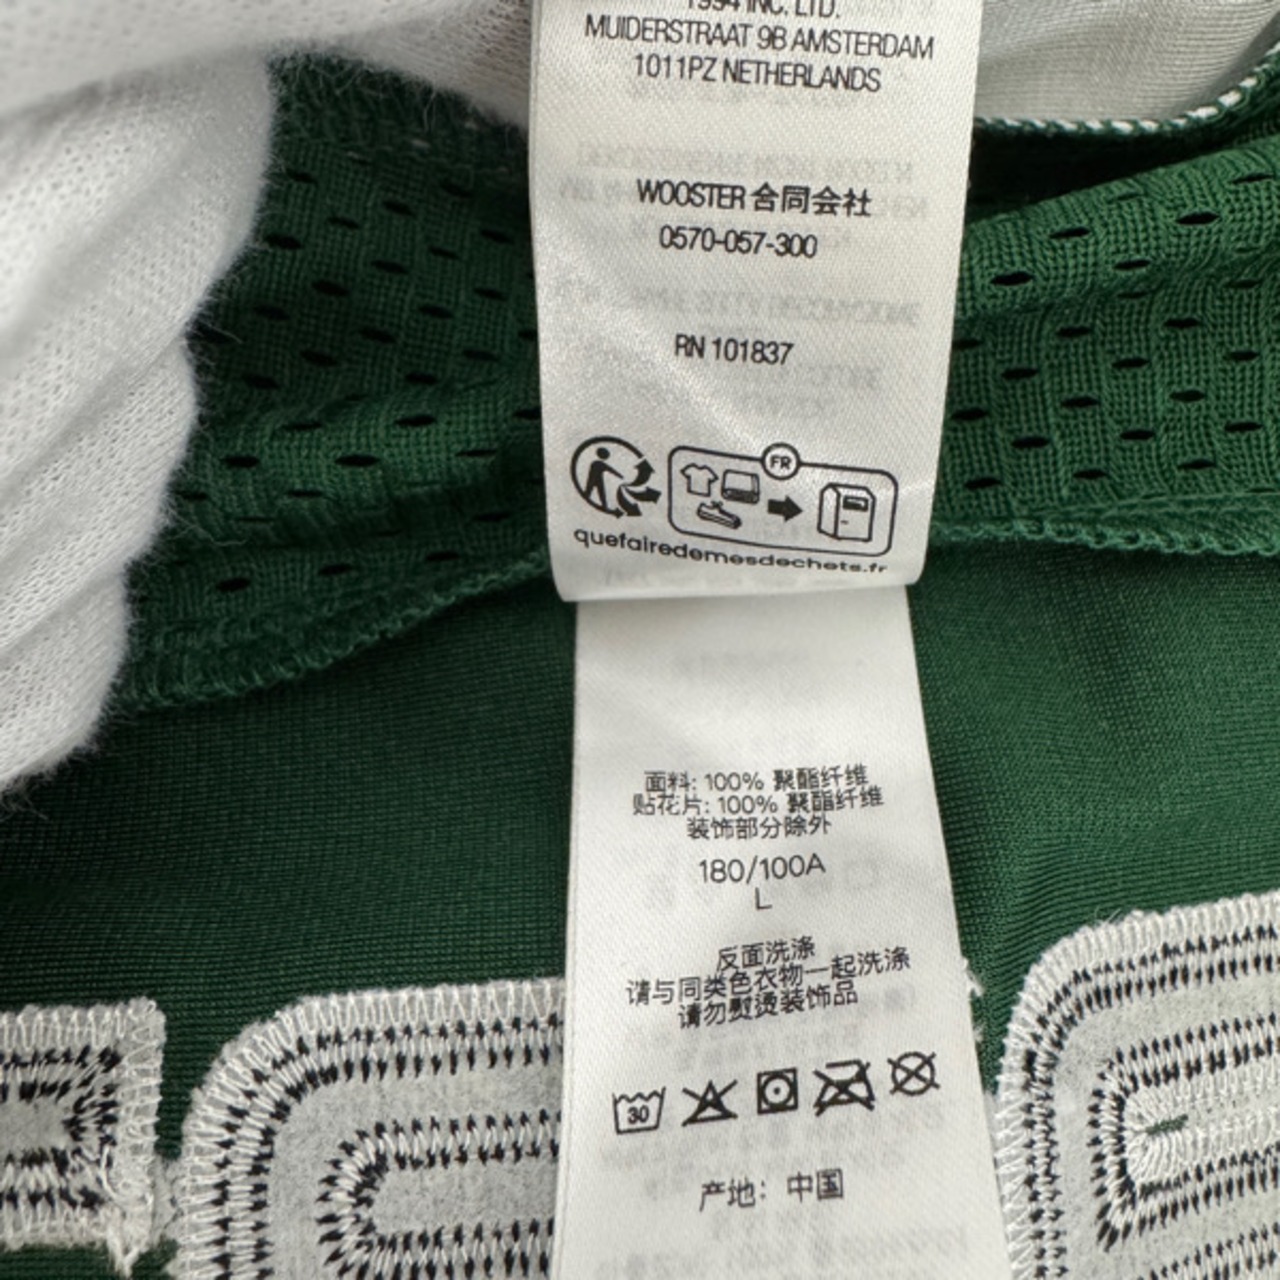 1994 INC. LTD.
MUIDERSTRAAT 9B AMSTERDAM
1011PZ NETHERLANDS
WOOSTER 合同会社
0570-057-300
RN 101837
FR
quefairedemesdechets.fr
面料: 100% 聚酯纤维
贴花片: 100% 聚酯纤维
装饰部分除外
180/100A
L
反面洗涤
请与同类色衣物一起洗涤
请勿熨烫装饰品
30
产地: 中国